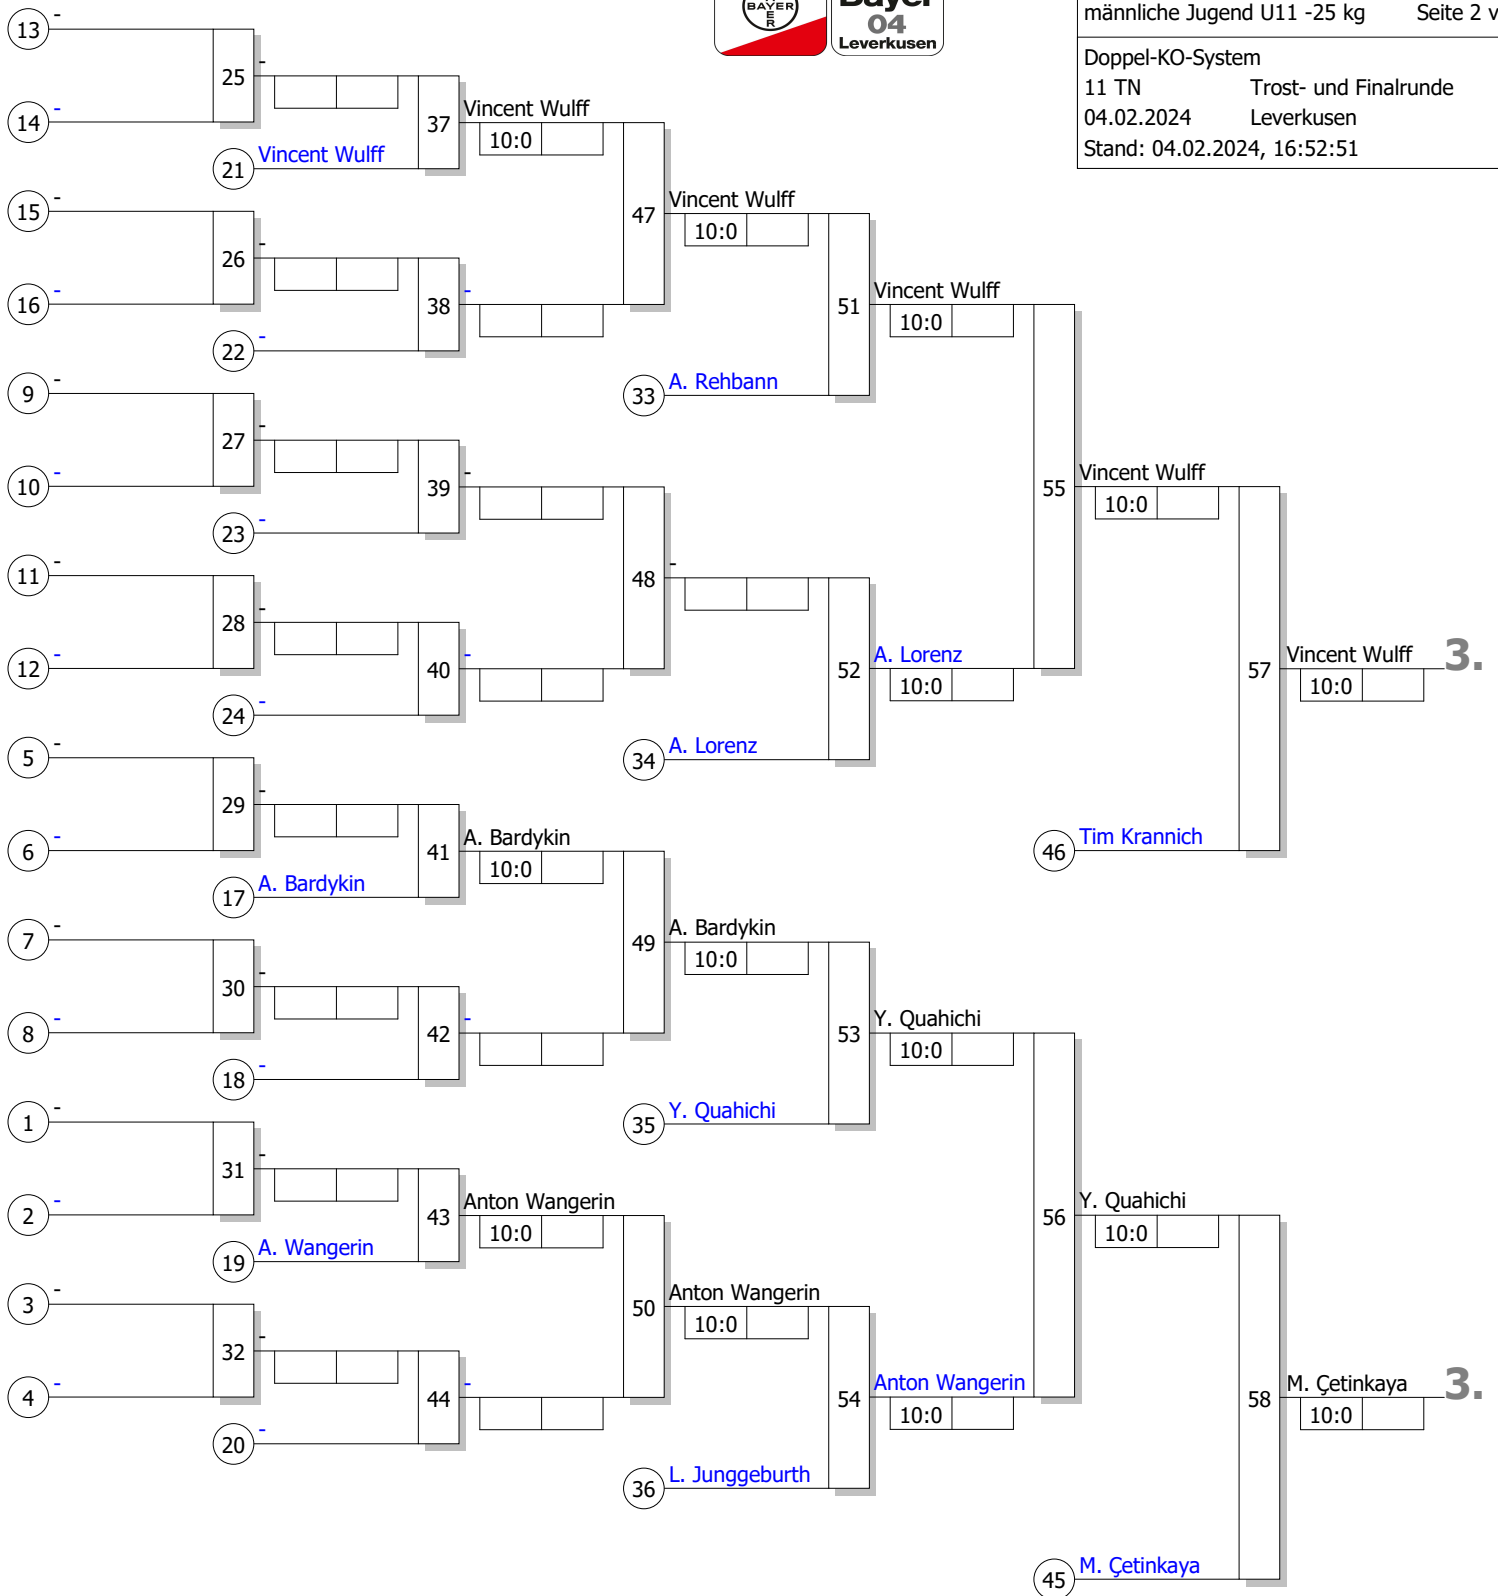 BAYER
E
R
Bayer
04
Leverkusen
männliche Jugend U11 -25 kg Seite 2 v
Doppel-KO-System
11 TN Trost- und Finalrunde
04.02.2024 Leverkusen
Stand: 04.02.2024, 16:52:51
13 -
25 -
14 -
37 Vincent Wulff
10:0
21 Vincent Wulff
15 -
47 Vincent Wulff
10:0
26 -
16 -
38 -
51 Vincent Wulff
10:0
22 -
9 -
33 A. Rehbann
27 -
10 -
39 -
55 Vincent Wulff
10:0
23 -
11 -
48 -
28 -
12 -
40 -
52 A. Lorenz
10:0
57 Vincent Wulff 3.
10:0
24 -
5 -
34 A. Lorenz
29 -
6 -
41 A. Bardykin
10:0
46 Tim Krannich
17 A. Bardykin
7 -
49 A. Bardykin
10:0
30 -
8 -
42 -
53 Y. Quahichi
10:0
18 -
1 -
35 Y. Quahichi
31 -
2 -
43 Anton Wangerin
10:0
56 Y. Quahichi
10:0
19 A. Wangerin
3 -
50 Anton Wangerin
10:0
32 -
4 -
44 -
54 Anton Wangerin
10:0
58 M. Çetinkaya 3.
10:0
20 -
36 L. Junggeburth
45 M. Çetinkaya